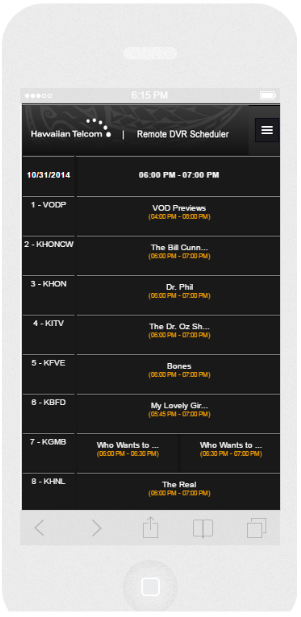 6:15 PM
Hawaiian Telcom | Remote DVR Scheduler
10/31/2014 06:00 PM - 07:00 PM
1 - VODP VOD Previews
(04:00 PM - 08:00 PM)
2 - KHONCW The Bill Cunn...
(06:00 PM - 07:00 PM)
3 - KHON Dr. Phil
(06:00 PM - 07:00 PM)
4 - KITV The Dr. Oz Sh...
(06:00 PM - 07:00 PM)
5 - KFVE Bones
(06:00 PM - 07:00 PM)
6 - KBFD My Lovely Gir...
(05:45 PM - 07:00 PM)
7 - KGMB Who Wants to ... Who Wants to ...
(06:00 PM - 06:30 PM) (06:30 PM - 07:00 PM)
8 - KHNL The Real
(06:00 PM - 07:00 PM)